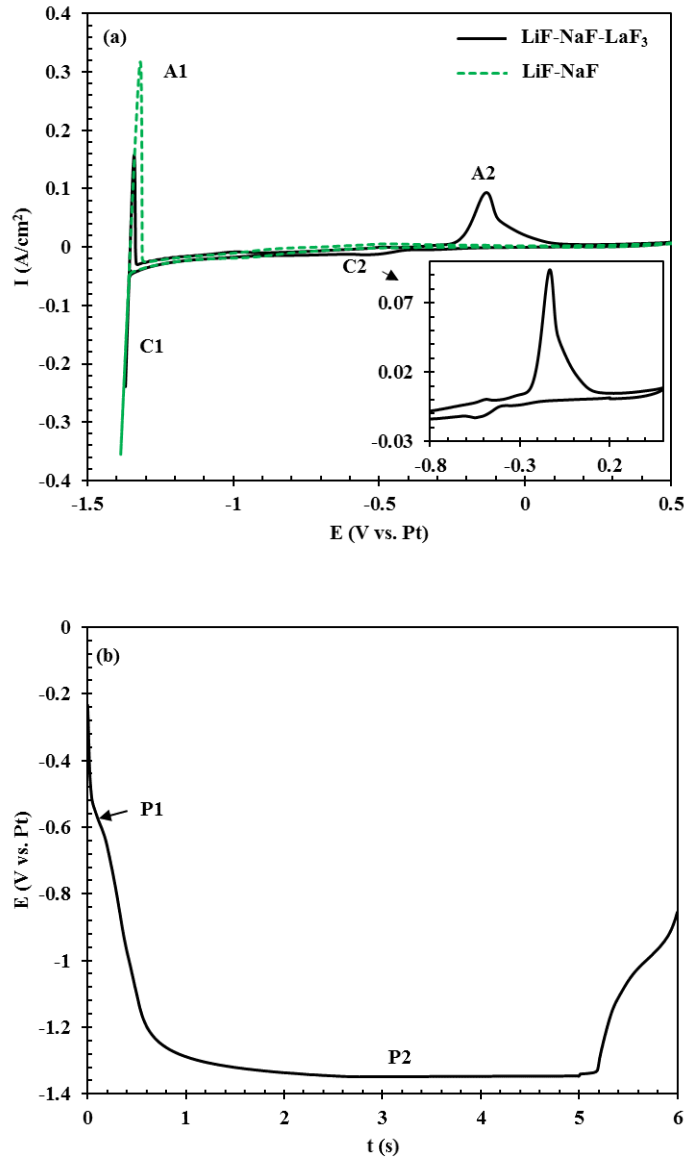 (a)
LiF-NaF-LaF₃
LiF-NaF
A1
A2
C1
C2
I (A/cm²)
0.4
0.3
0.2
0.1
0
-0.1
-0.2
-0.3
-0.4
-1.5 -1 -0.5 0 0.5
E (V vs. Pt)
0.07
0.02
-0.03
-0.8 -0.3 0.2
(b)
P1
P2
E (V vs. Pt)
0
-0.2
-0.4
-0.6
-0.8
-1
-1.2
-1.4
0 1 2 3 4 5 6
t (s)